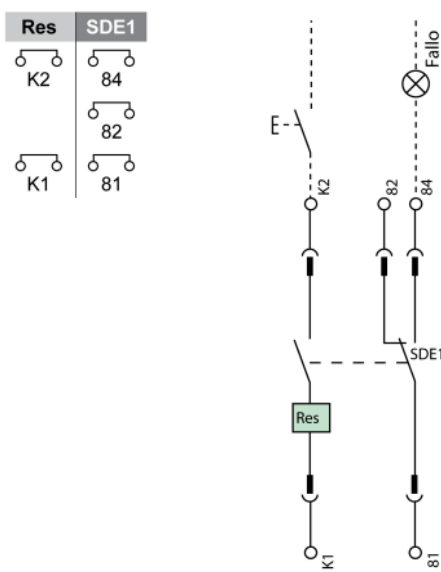 Res SDE1
K2 84
82
K1 81
Fallo
E
K2 82 84
SDE1
Res
K1 81